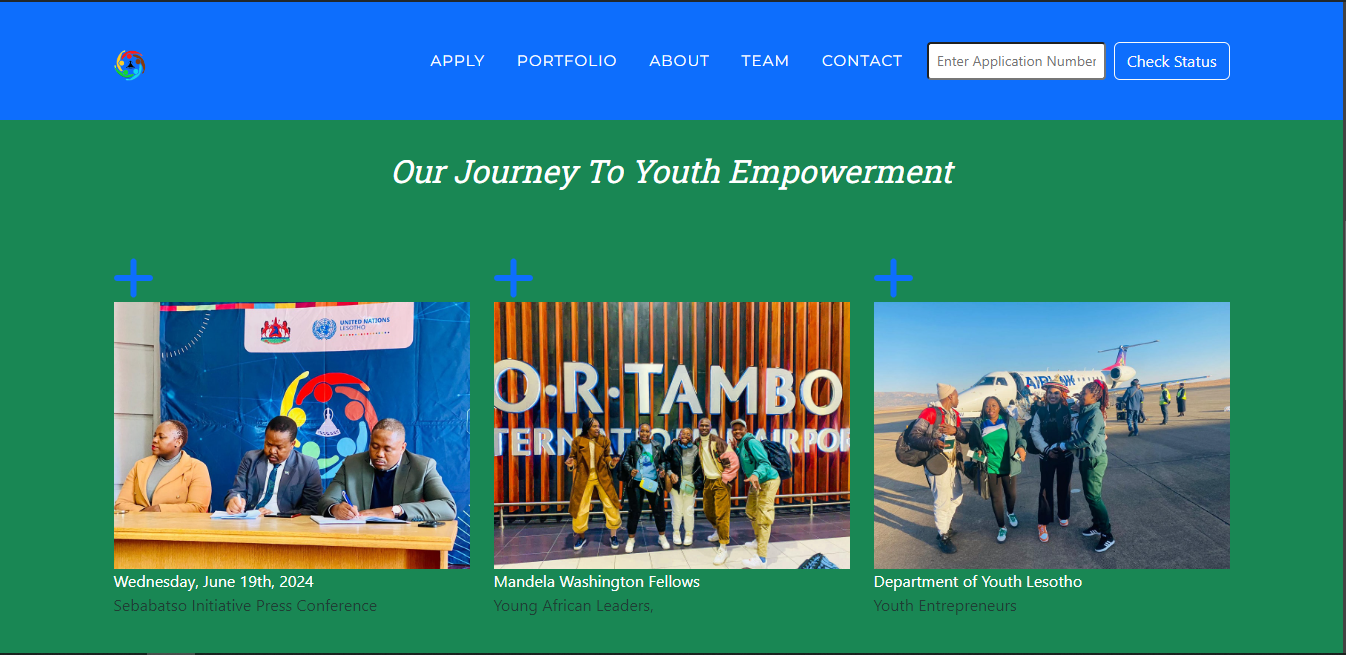 APPLY PORTFOLIO ABOUT TEAM CONTACT Enter Application Number Check Status
Our Journey To Youth Empowerment
UNITED NATIONS
LESOTHO
O·R·TAMBO
TERNATIONAL AIRPOR
AIRLINK
Wednesday, June 19th, 2024
Mandela Washington Fellows
Department of Youth Lesotho
Sebabatso Initiative Press Conference
Young African Leaders,
Youth Entrepreneurs